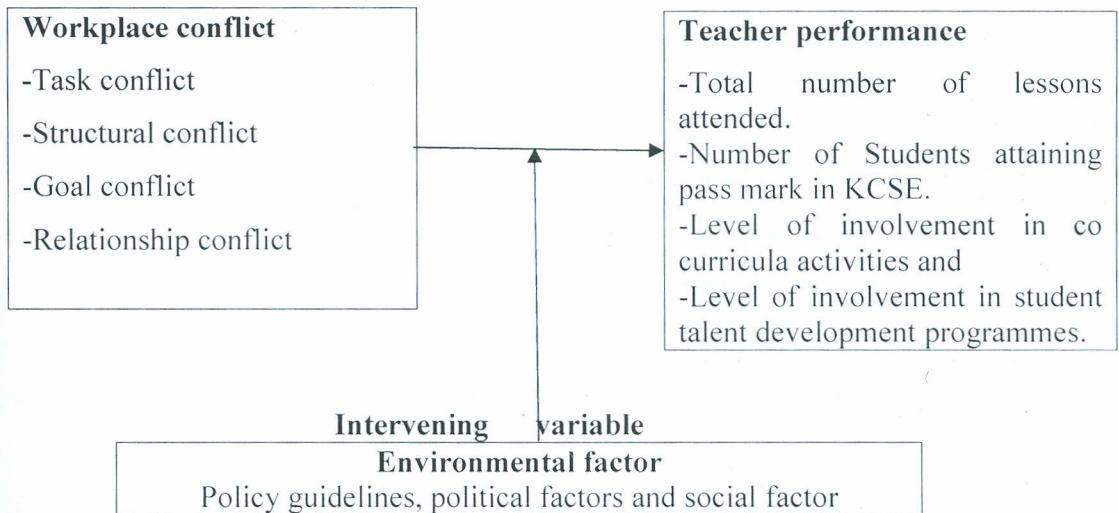 Workplace conflict
-Task conflict
-Structural conflict
-Goal conflict
-Relationship conflict
Teacher performance
-Total number of lessons
attended.
-Number of Students attaining
pass mark in KCSE.
-Level of involvement in co
curricula activities and
-Level of involvement in student
talent development programmes.
Intervening variable
Environmental factor
Policy guidelines, political factors and social factor